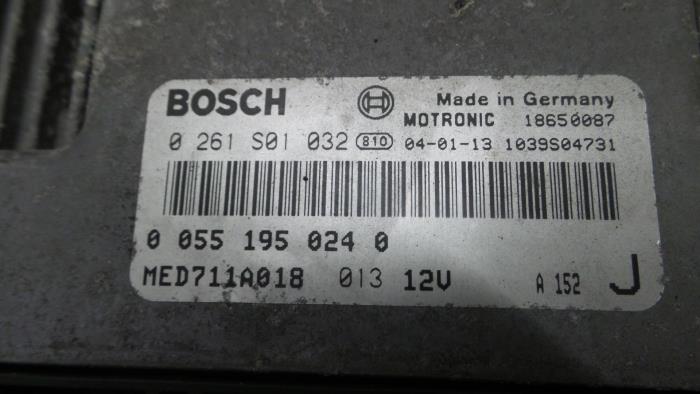 BOSCH Made in Germany
MOTRONIC 18650087
0 261 S01 032 810 04-01-13 1039S04731
0 055 195 024 0
MED711A018 013 12V A 152 J